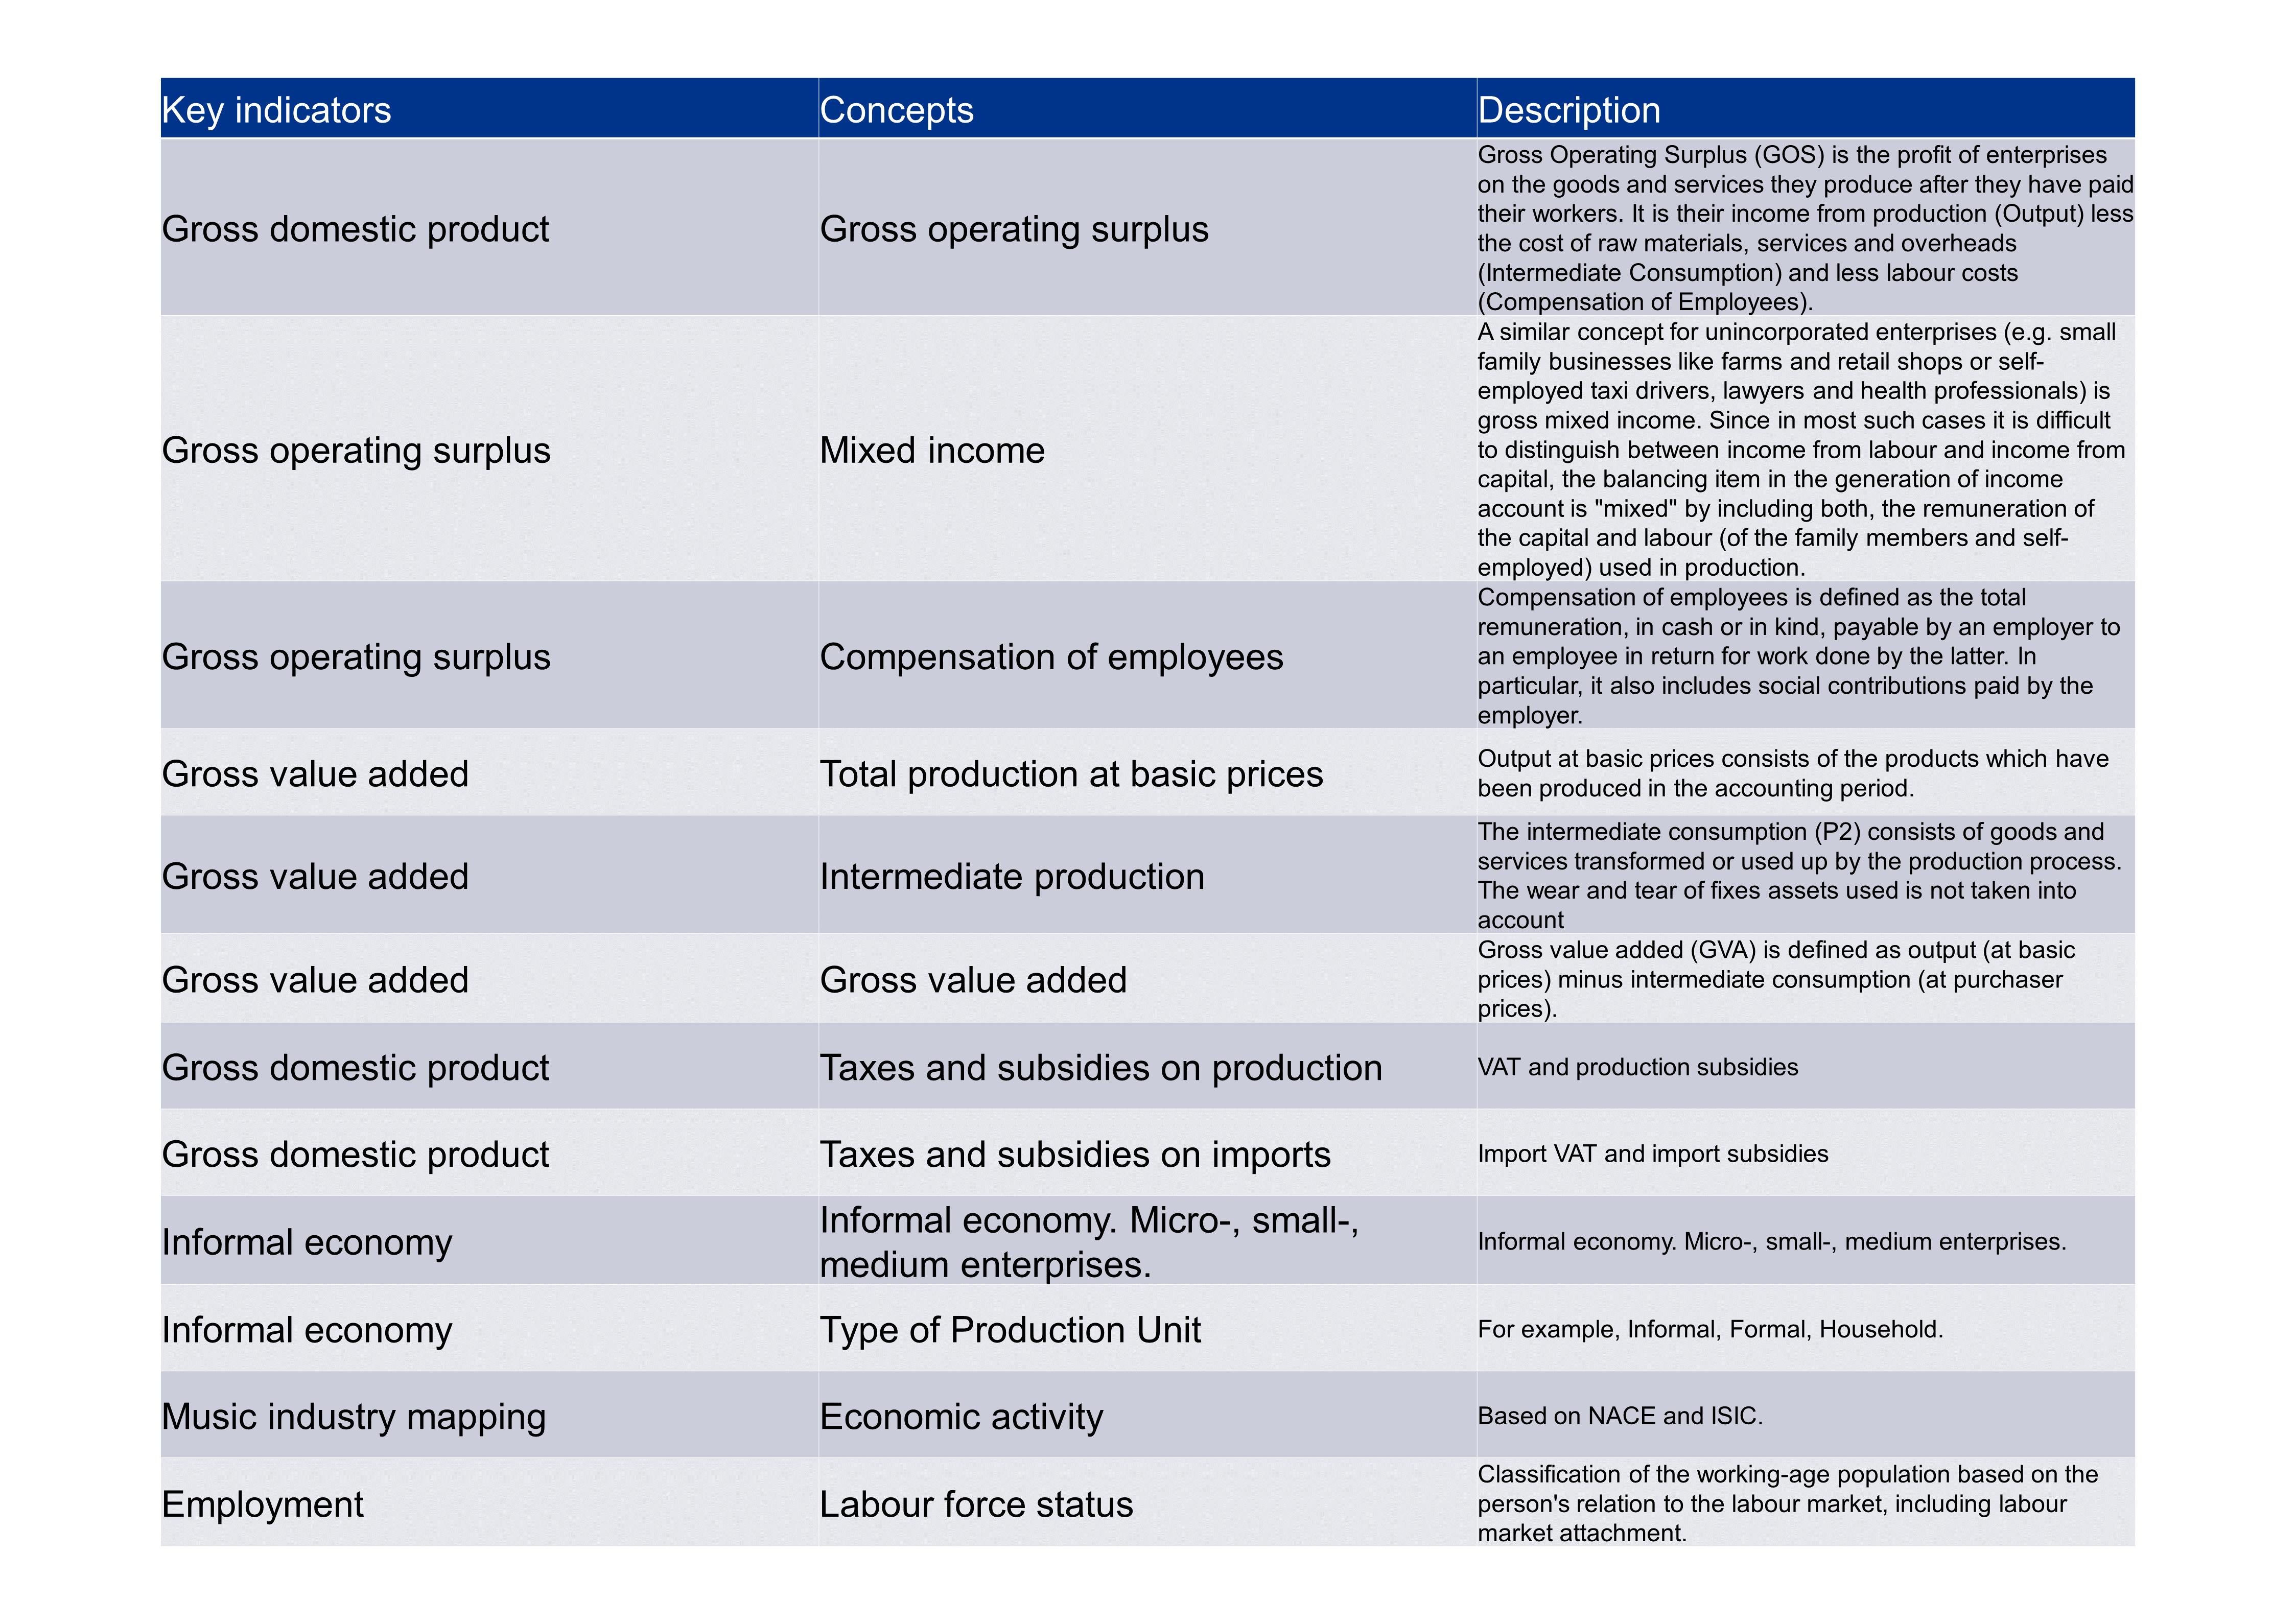 Key indicators
Concepts
Description
Gross domestic product
Gross operating surplus
Gross Operating Surplus (GOS) is the profit of enterprises
on the goods and services they produce after they have paid
their workers. It is their income from production (Output) less
the cost of raw materials, services and overheads
(Intermediate Consumption) and less labour costs
(Compensation of Employees).
Gross operating surplus
Mixed income
A similar concept for unincorporated enterprises (e.g. small
family businesses like farms and retail shops or self-
employed taxi drivers, lawyers and health professionals) is
gross mixed income. Since in most such cases it is difficult
to distinguish between income from labour and income from
capital, the balancing item in the generation of income
account is "mixed" by including both, the remuneration of
the capital and labour (of the family members and self-
employed) used in production.
Gross operating surplus
Compensation of employees
Compensation of employees is defined as the total
remuneration, in cash or in kind, payable by an employer to
an employee in return for work done by the latter. In
particular, it also includes social contributions paid by the
employer.
Gross value added
Total production at basic prices
Output at basic prices consists of the products which have
been produced in the accounting period.
Gross value added
Intermediate production
The intermediate consumption (P2) consists of goods and
services transformed or used up by the production process.
The wear and tear of fixes assets used is not taken into
account
Gross value added
Gross value added
Gross value added (GVA) is defined as output (at basic
prices) minus intermediate consumption (at purchaser
prices).
Gross domestic product
Taxes and subsidies on production
VAT and production subsidies
Gross domestic product
Taxes and subsidies on imports
Import VAT and import subsidies
Informal economy
Informal economy. Micro-, small-,
medium enterprises.
Informal economy. Micro-, small-, medium enterprises.
Informal economy
Type of Production Unit
For example, Informal, Formal, Household.
Music industry mapping
Economic activity
Based on NACE and ISIC.
Employment
Labour force status
Classification of the working-age population based on the
person's relation to the labour market, including labour
market attachment.